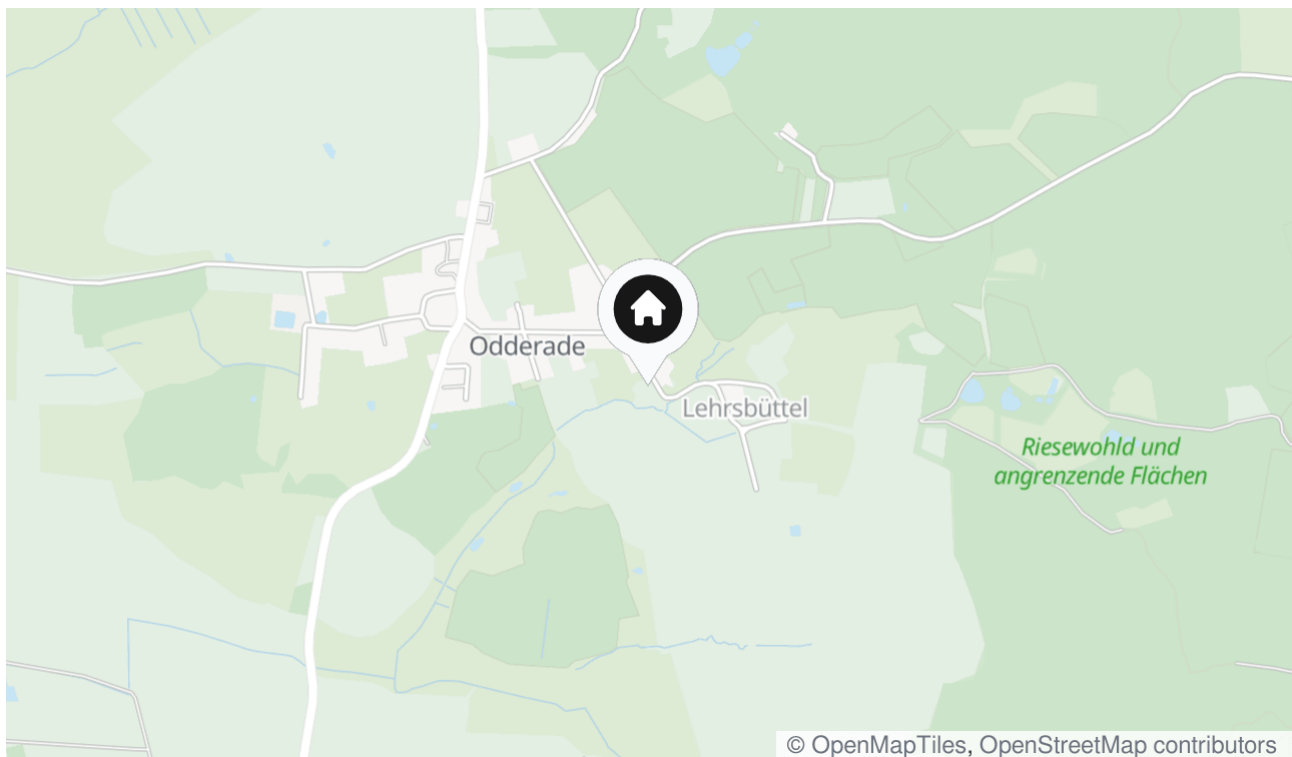 Odderade
Lehrsbüttel
Riesewohld und
angrenzende Flächen
© OpenMapTiles, OpenStreetMap contributors